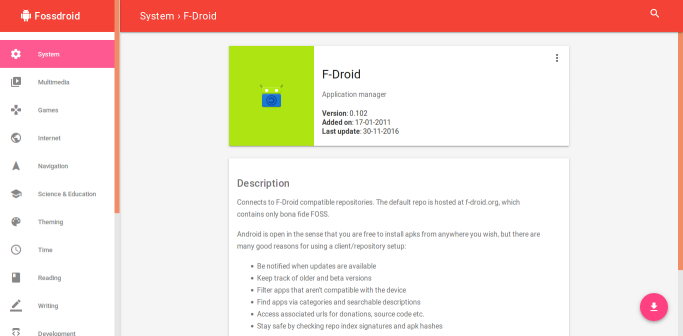 Fossdroid
System › F-Droid
System
Multimedia
Games
Internet
Navigation
Science & Education
Theming
Time
Reading
Writing
Development
F-Droid
Application manager
Version: 0.102
Added on: 17-01-2011
Last update: 30-11-2016
Description
Connects to F-Droid compatible repositories. The default repo is hosted at f-droid.org, which
contains only bona fide FOSS.
Android is open in the sense that you are free to install apks from anywhere you wish, but there are
many good reasons for using a client/repository setup:
• Be notified when updates are available
• Keep track of older and beta versions
• Filter apps that aren't compatible with the device
• Find apps via categories and searchable descriptions
• Access associated urls for donations, source code etc.
• Stay safe by checking repo index signatures and apk hashes